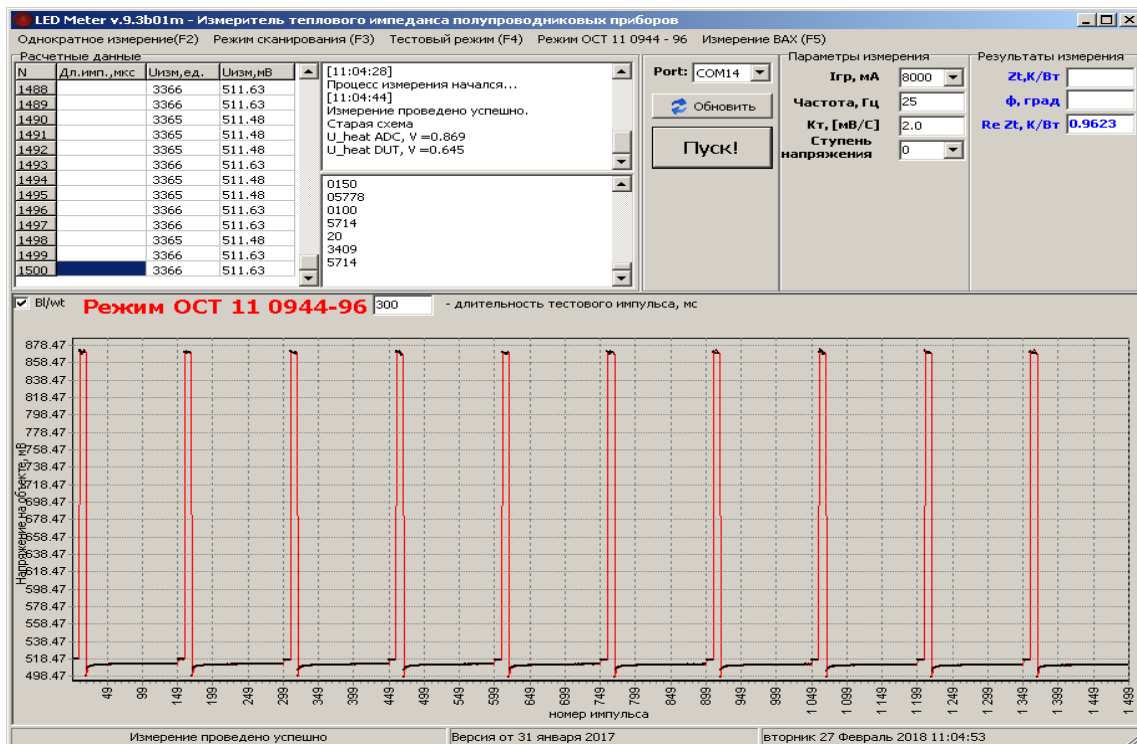 LED Meter v.9.3b01m - Измеритель теплового импеданса полупроводниковых приборов
Однократное измерение(F2) Режим сканирования (F3) Тестовый режим (F4) Режим ОСТ 11 0944 - 96 Измерение ВАХ (F5)
Расчетные данные
N Дл.имп.,мкс Uизм,ед. Uизм,мВ
1488 3366 511.63
1489 3366 511.63
1490 3365 511.48
1491 3365 511.48
1492 3365 511.48
1493 3366 511.63
1494 3365 511.48
1495 3365 511.48
1496 3366 511.63
1497 3366 511.63
1498 3365 511.48
1499 3366 511.63
1500 3366 511.63
[11:04:28]
Процесс измерения начался...
[11:04:44]
Измерение проведено успешно.
Старая схема
U_heat ADC, V =0.869
U_heat DUT, V =0.645
0150
05778
0100
5714
20
3409
5714
Port: COM14
Обновить
Пуск!
Параметры измерения
Iгр, мА 8000
Частота, Гц 25
Кт, [мВ/С] 2.0
Ступень напряжения 0
Результаты измерения
Zt,К/Вт
ф, град
Re Zt, К/Вт 0.9623
Bl/wt Режим ОСТ 11 0944-96 300 - длительность тестового импульса, мс
Напряжение на объекте, мВ
878.47
858.47
838.47
818.47
798.47
778.47
758.47
738.47
718.47
698.47
678.47
658.47
638.47
618.47
598.47
578.47
558.47
538.47
518.47
498.47
49 99 149 199 249 299 349 399 449 499 549 599 649 699 749 799 849 899 949 999 1 049 1 099 1 149 1 199 1 249 1 299 1 349 1 399 1 449 1 499
номер импульса
Измерение проведено успешно Версия от 31 января 2017 вторник 27 Февраль 2018 11:04:53